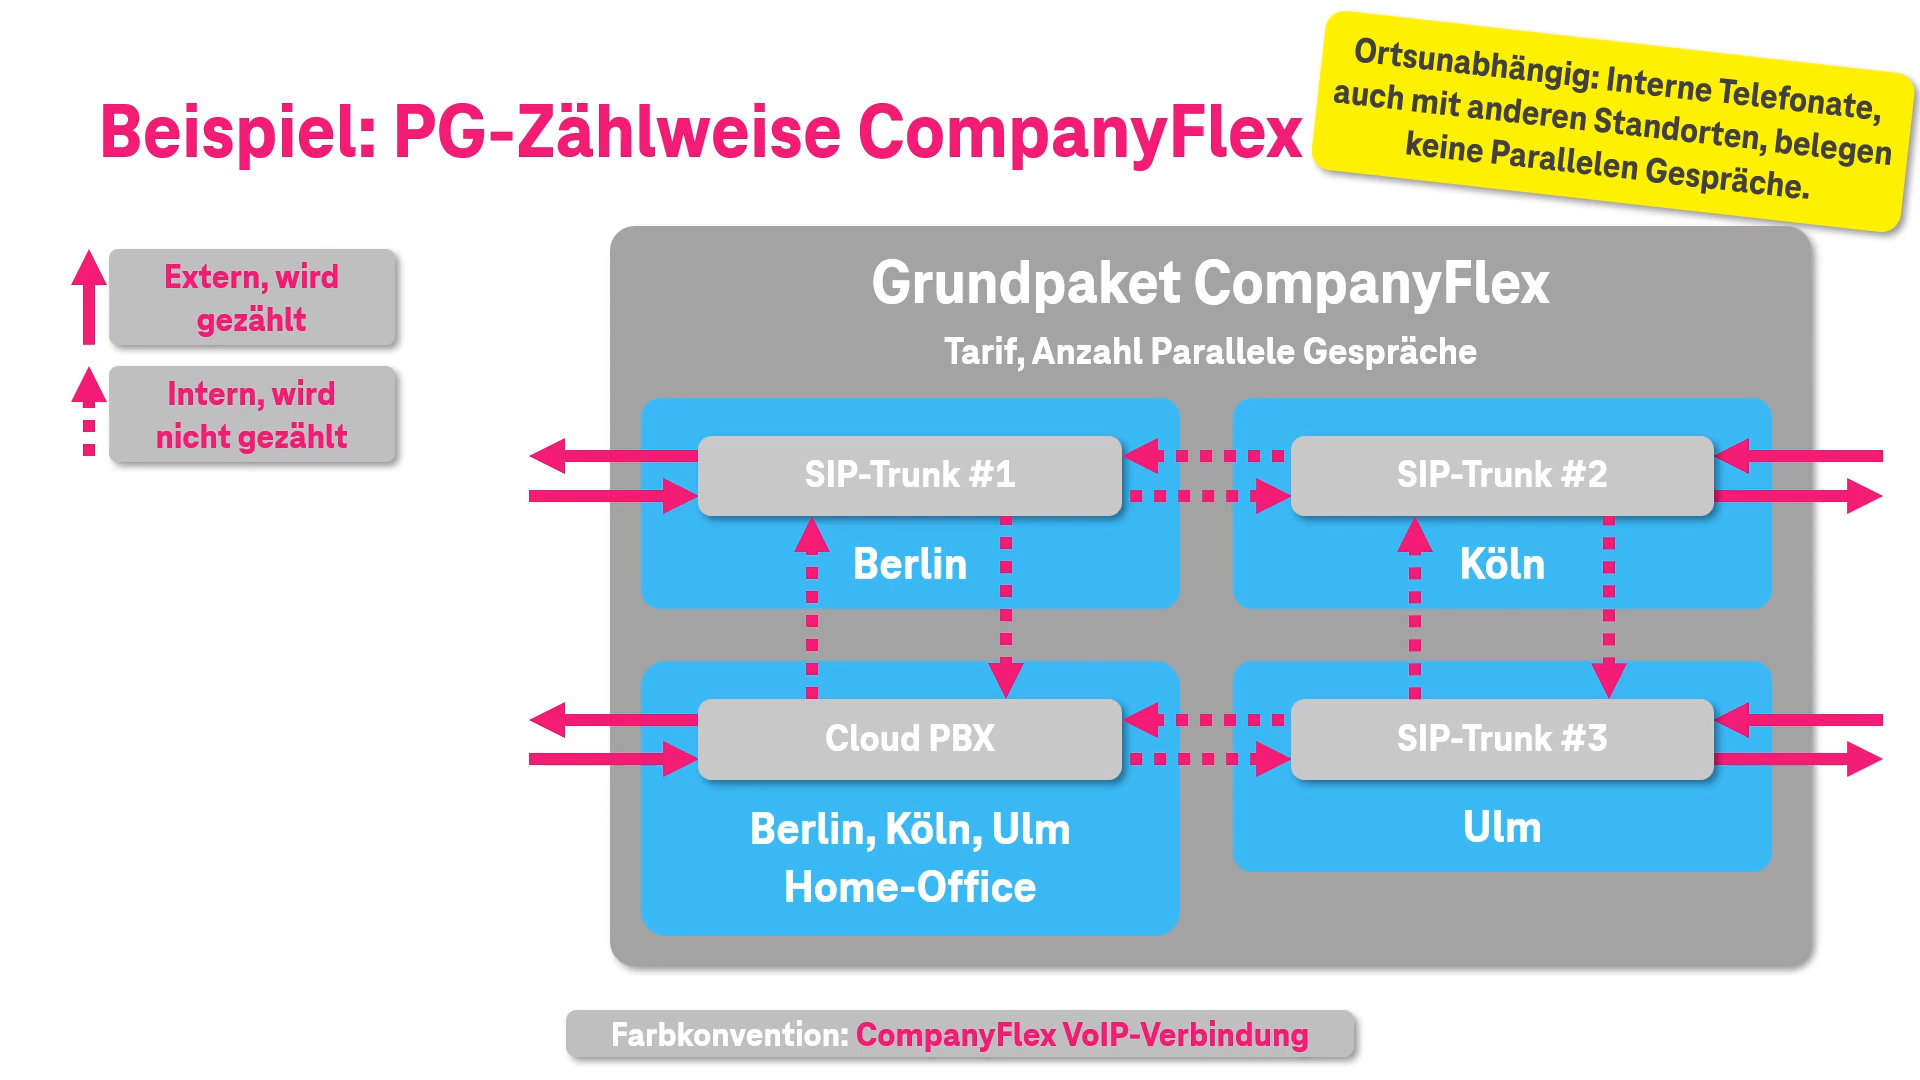 Beispiel: PG-Zählweise CompanyFlex
Ortsunabhängig: Interne Telefonate,
auch mit anderen Standorten, belegen
keine Parallelen Gespräche.
Extern, wird
gezählt
Intern, wird
nicht gezählt
Grundpaket CompanyFlex
Tarif, Anzahl Parallele Gespräche
SIP-Trunk #1
Berlin
SIP-Trunk #2
Köln
Cloud PBX
Berlin, Köln, Ulm
Home-Office
SIP-Trunk #3
Ulm
Farbkonvention: CompanyFlex VoIP-Verbindung